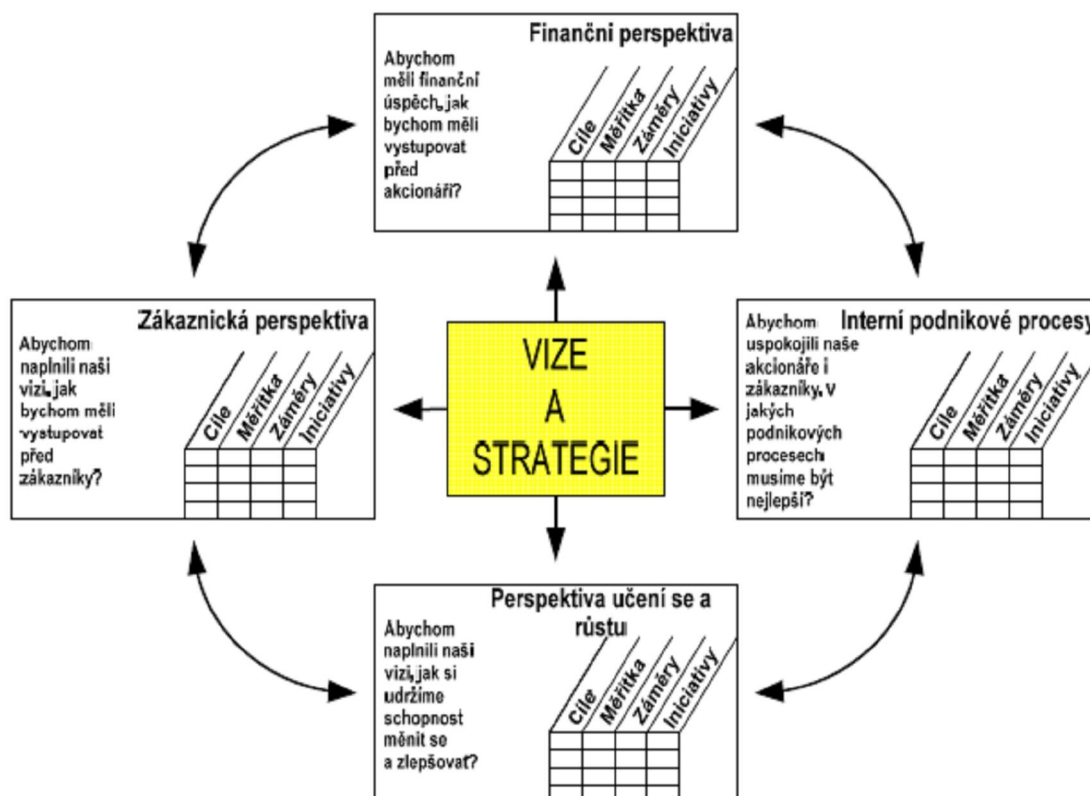 Finanční perspektiva
Abychom
měli finanční
úspěch, jak
bychom měli
vystupovat
před
akcionáři?
Cíle
Měřítka
Záměry
Iniciativy
Zákaznická perspektiva
Abychom
naplnili naši
vizi, jak
bychom měli
vystupovat
před
zákazníky?
Cíle
Měřítka
Záměry
Iniciativy
VIZE
A
STRATEGIE
Interní podnikové procesy
Abychom
uspokojili naše
akcionáře i
zákazníky, v
jakých
podnikových
procesech
musíme být
nejlepší?
Cíle
Měřítka
Záměry
Iniciativy
Perspektiva učení se a
růstu
Abychom
naplnili naši
vizi, jak si
udržíme
schopnost
měnit se
a zlepšovat?
Cíle
Měřítka
Záměry
Iniciativy